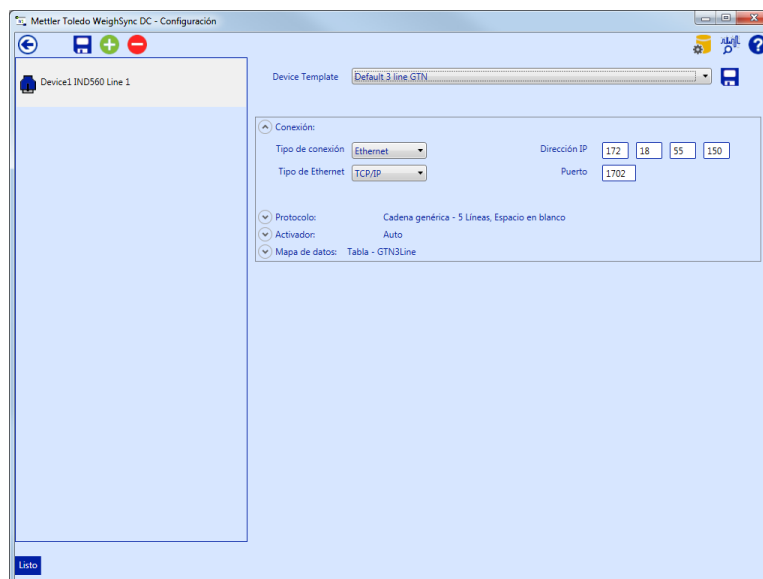 Mettler Toledo WeighSync DC - Configuración
Device1 IND560 Line 1
Device Template Default 3 line GTN
Conexión:
Tipo de conexión Ethernet Dirección IP 172 18 55 150
Tipo de Ethernet TCP/IP Puerto 1702
Protocolo: Cadena genérica - 5 Líneas, Espacio en blanco
Activador: Auto
Mapa de datos: Tabla - GTN3Line
Listo